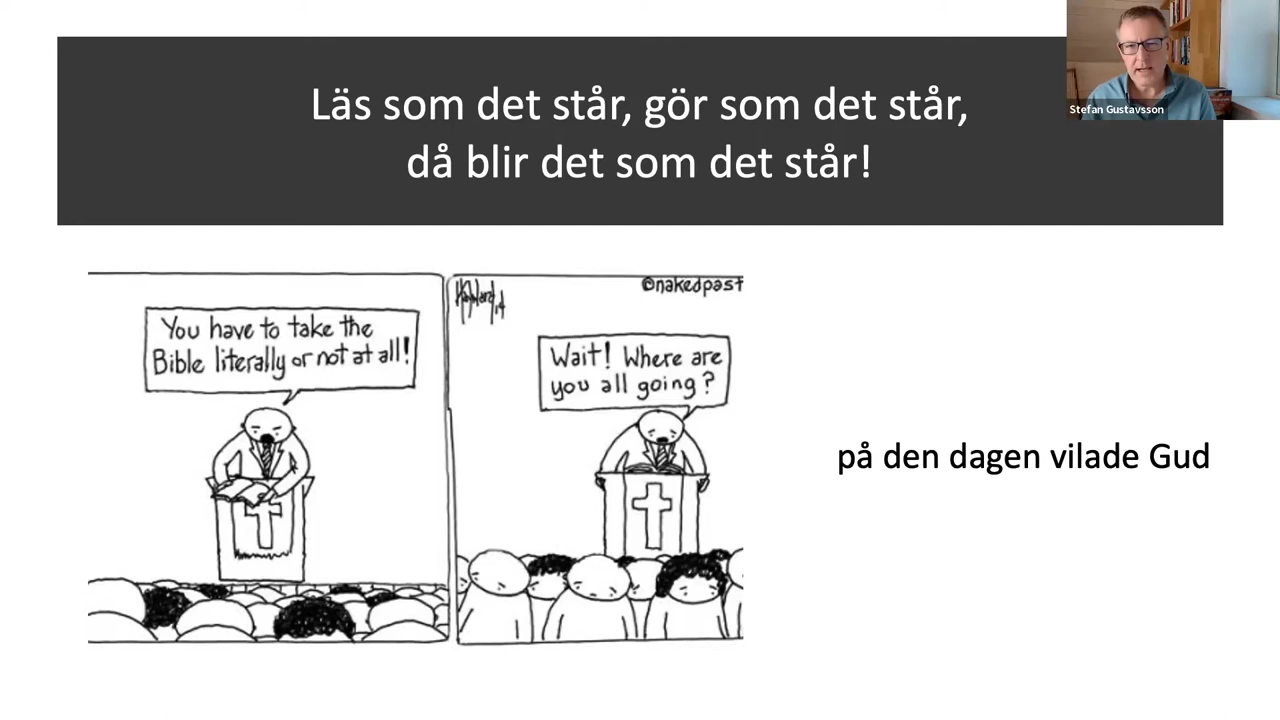 Läs som det står, gör som det står,
då blir det som det står!
Stefan Gustavsson
You have to take the
Bible literally or not at all!
©nakedpast
Wait! Where are
you all going?
på den dagen vilade Gud